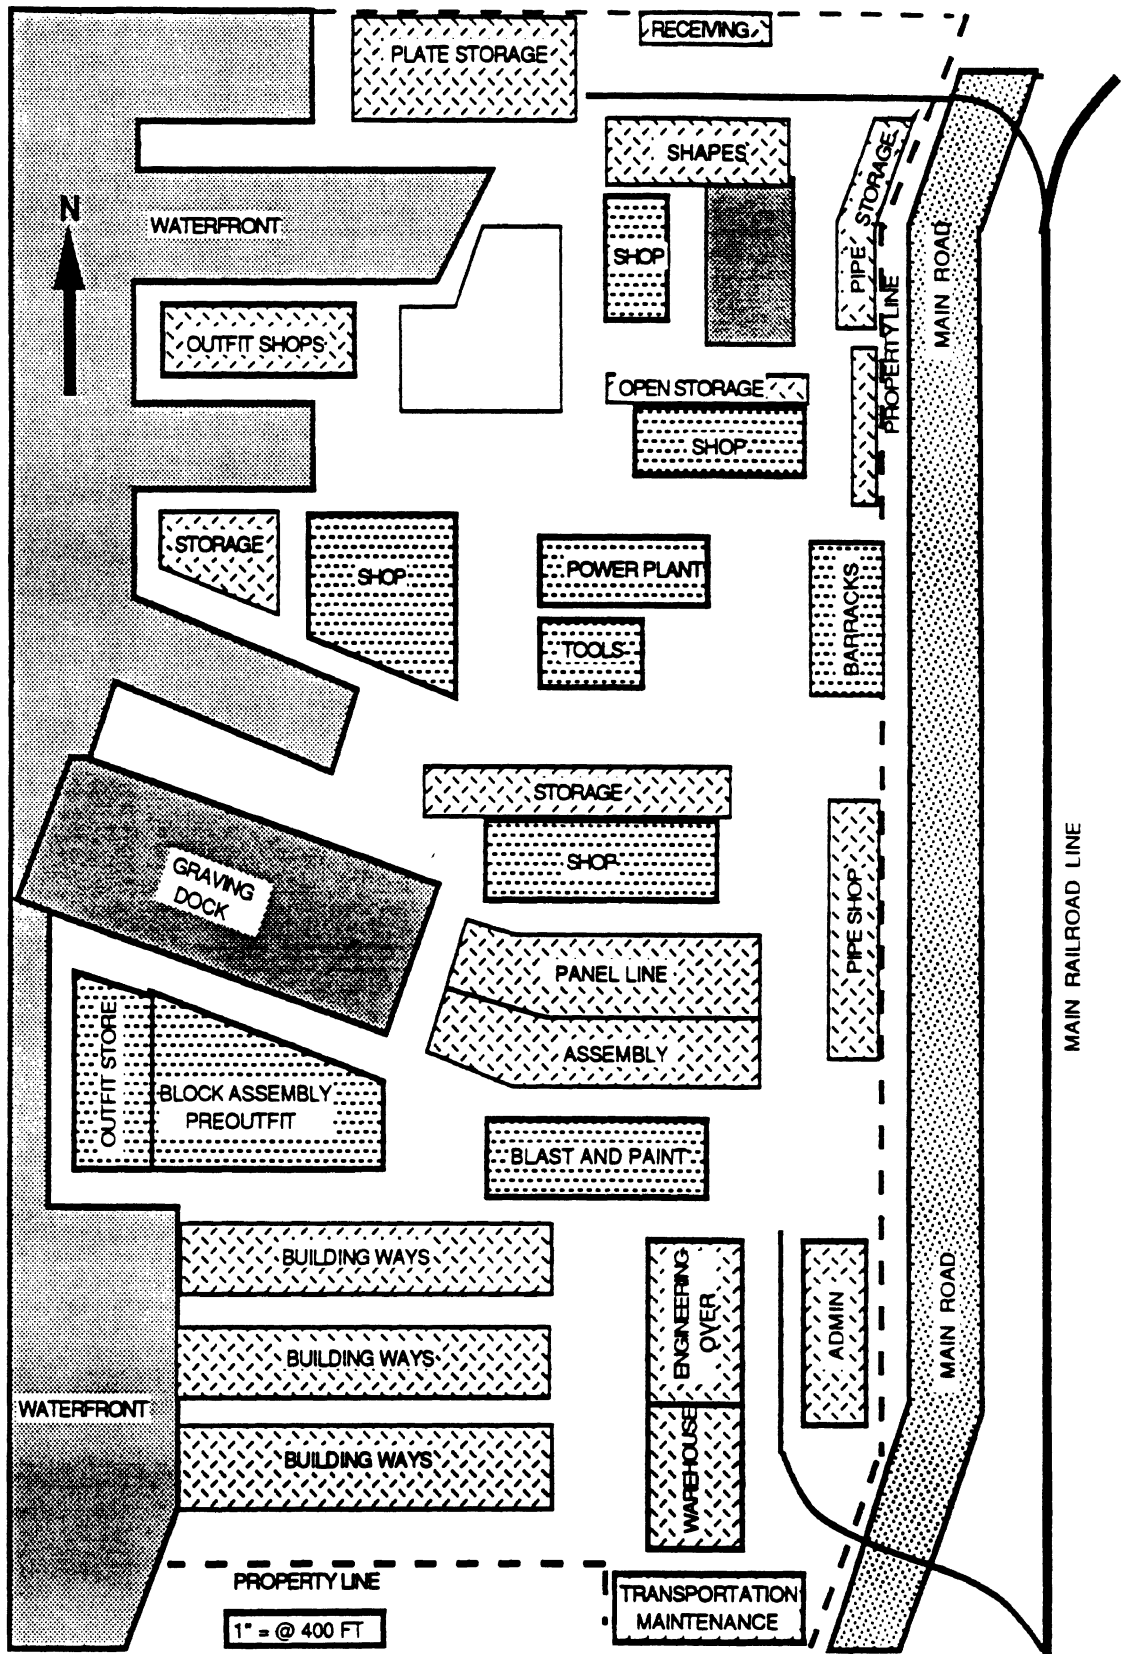 RECEIVING
PLATE STORAGE
SHAPES
PIPE STORAGE
N
WATERFRONT
SHOP
MAIN ROAD
PROPERTY LINE
OUTFIT SHOPS
OPEN STORAGE
SHOP
STORAGE
SHOP
POWER PLANT
BARRACKS
TOOLS
STORAGE
SHOP
MAIN RAILROAD LINE
GRAVING
DOCK
PIPE SHOP
PANEL LINE
ASSEMBLY
OUTFIT STORE
BLOCK ASSEMBLY
PREOUTFIT
BLAST AND PAINT
BUILDING WAYS
ENGINEERING
OVER
ADMIN
MAIN ROAD
BUILDING WAYS
WATERFRONT
WAREHOUSE
BUILDING WAYS
PROPERTY LINE
TRANSPORTATION
MAINTENANCE
1" = @ 400 FT